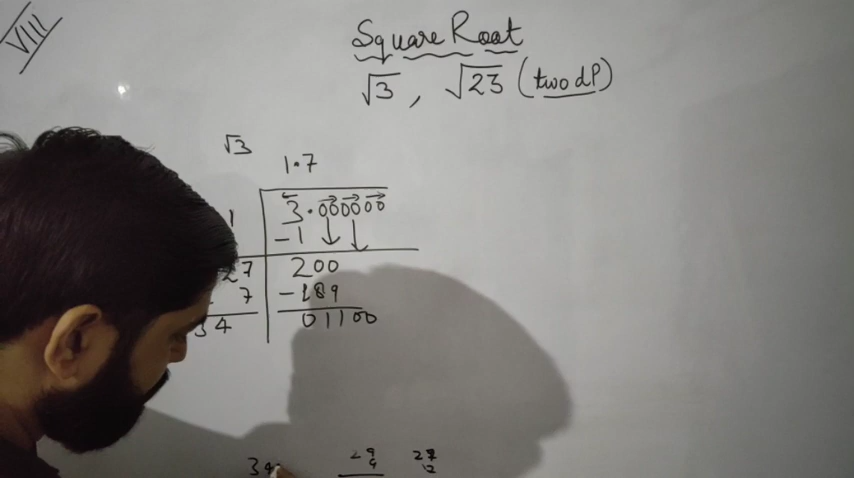 VIII
Square Root
√3 , √23 (two dP)
√3
1.7
1 3.000000
-1
27 200
7 -189
34 01100
34